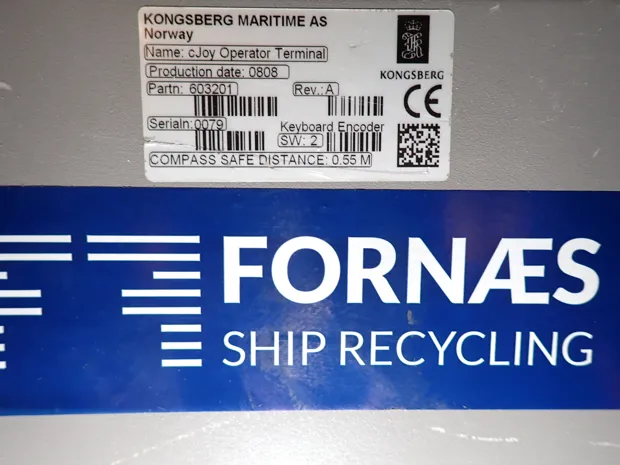 KONGSBERG MARITIME AS
Norway
Name: cJoy Operator Terminal
Production date: 0808
Partn: 603201 Rev.: A
KONGSBERG
CE
Serialn: 0079 Keyboard Encoder
SW: 2
COMPASS SAFE DISTANCE: 0,55 M
FORNÆS
SHIP RECYCLING